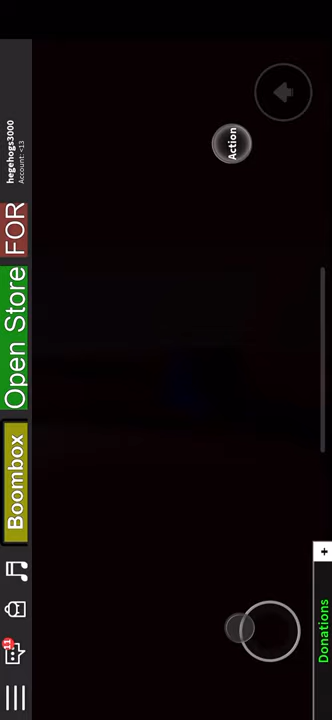 hegehogs3000
Account: <13
FOR
Open Store
Boombox
11
Action
Donations
+